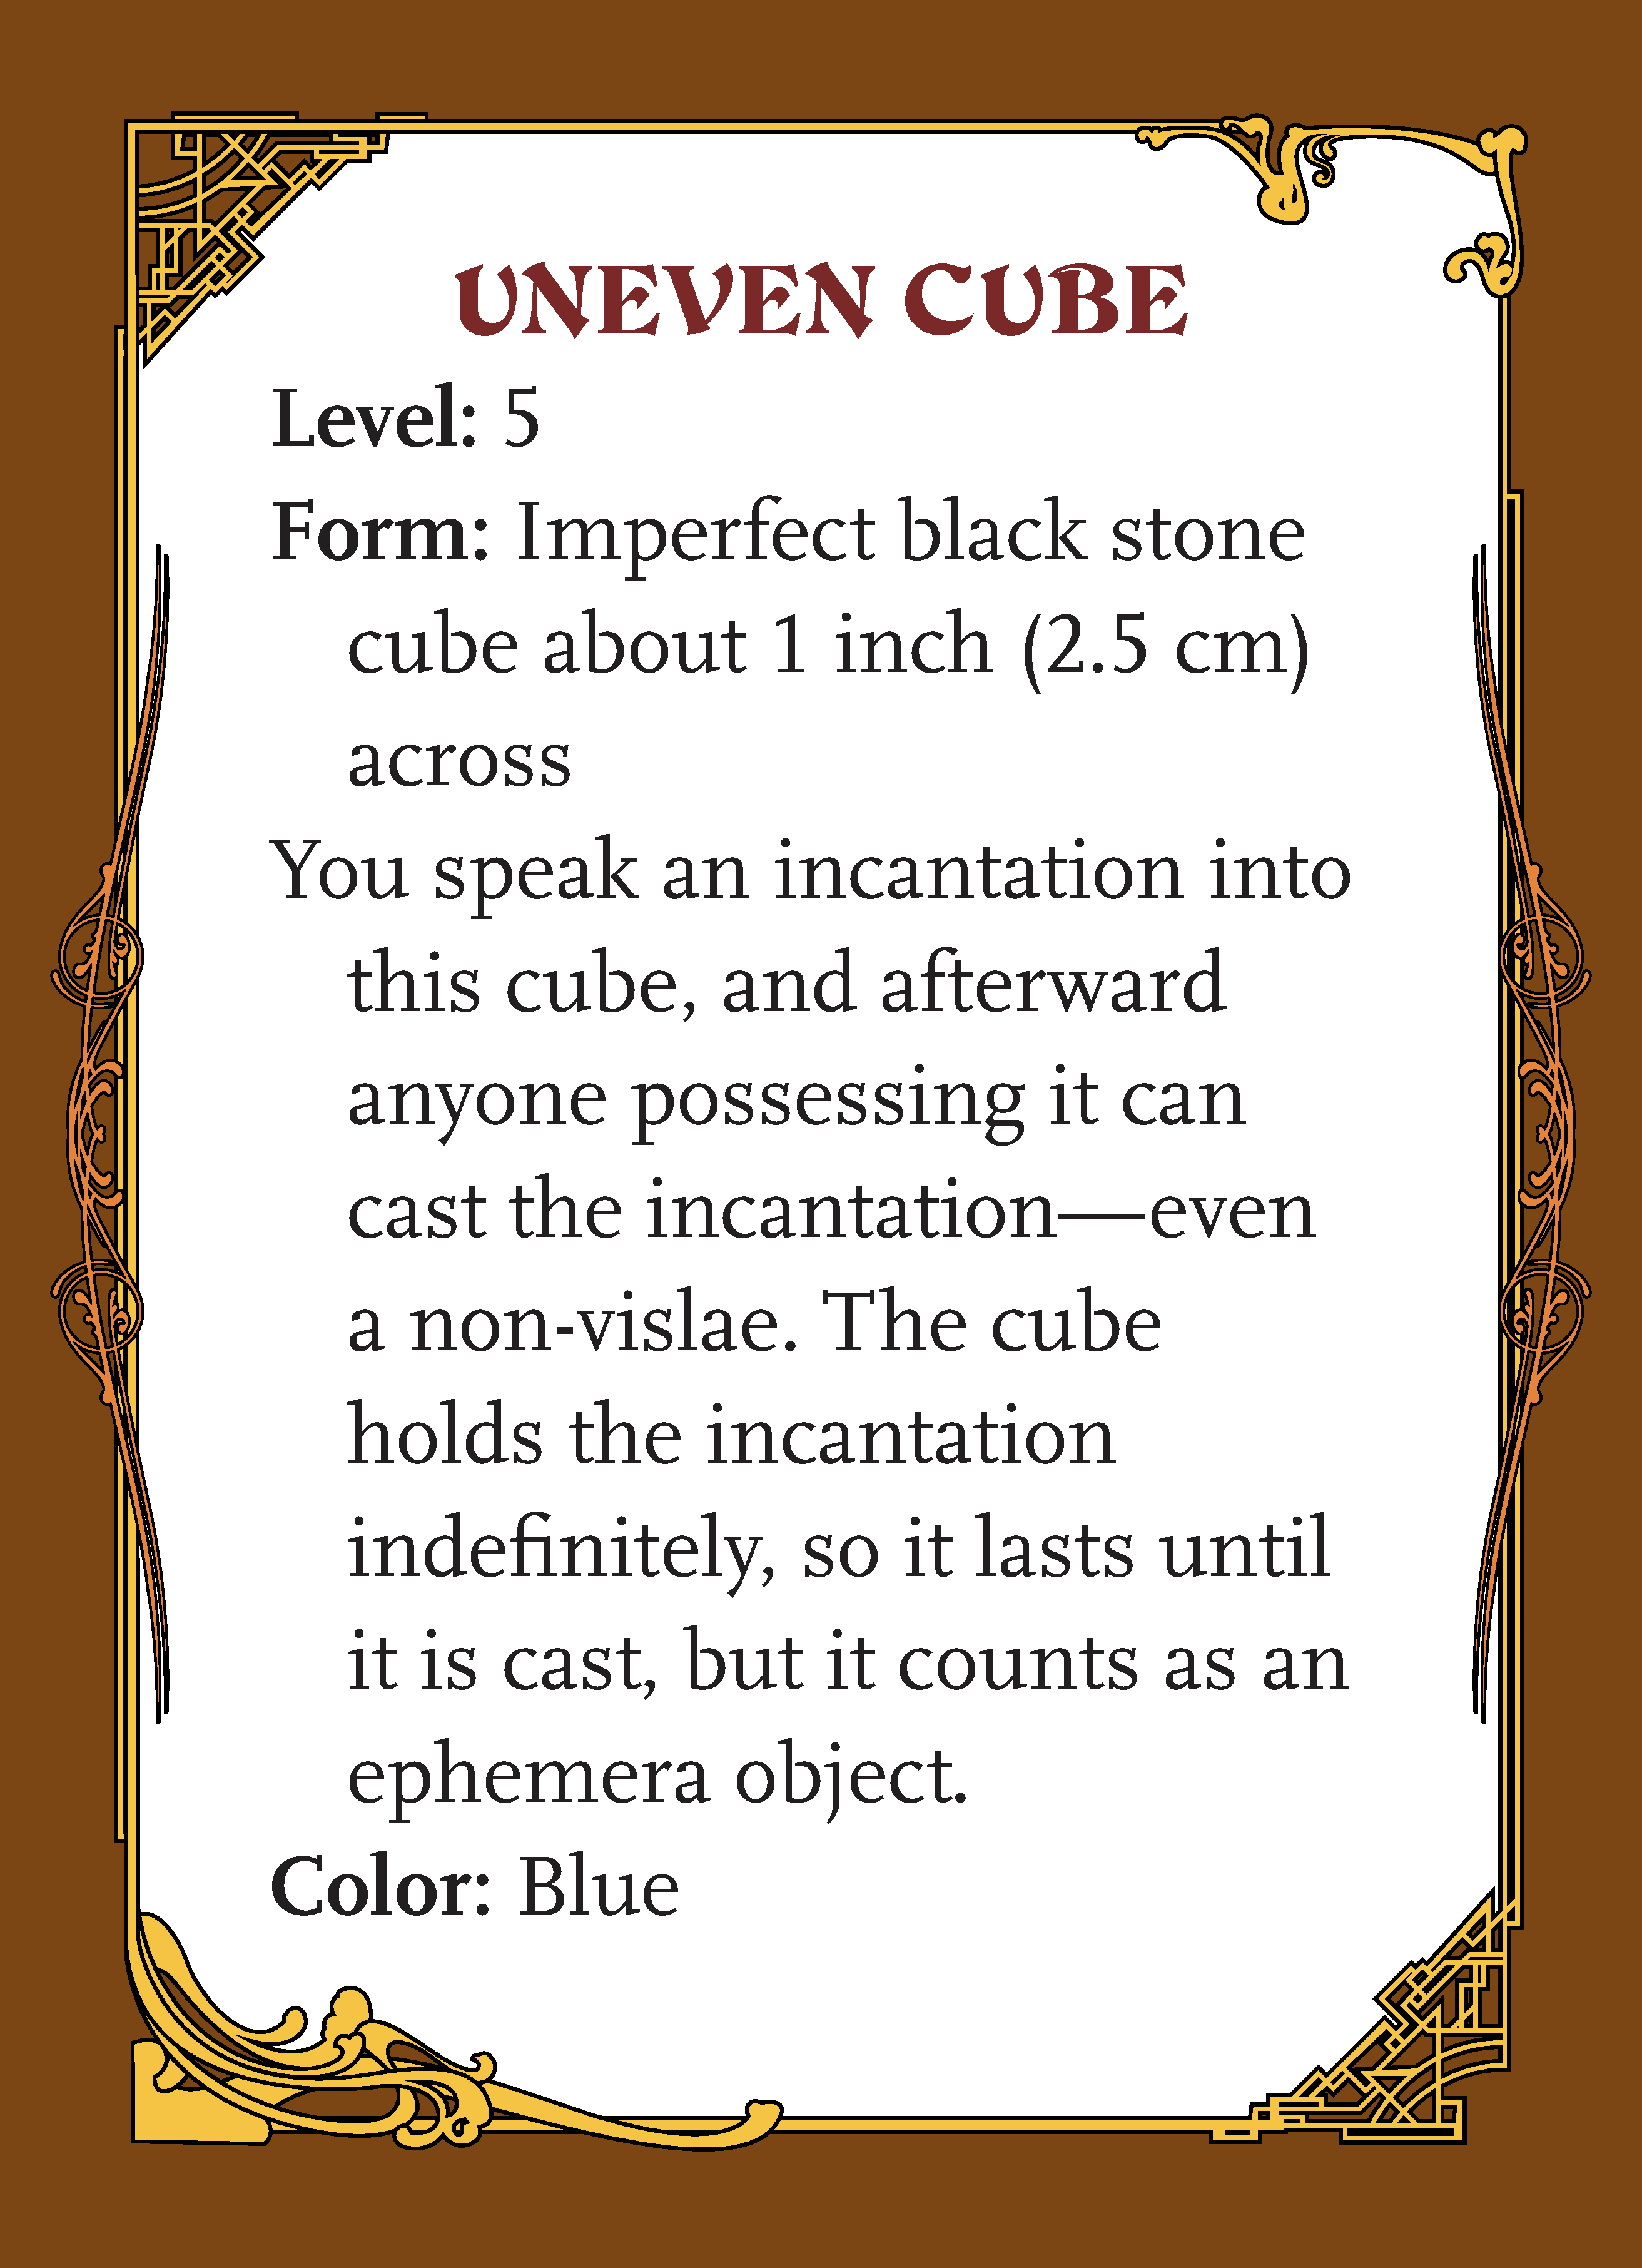 UNEVEN CUBE
Level: 5
Form: Imperfect black stone
cube about 1 inch (2.5 cm)
across
You speak an incantation into
this cube, and afterward
anyone possessing it can
cast the incantation—even
a non-vislae. The cube
holds the incantation
indefinitely, so it lasts until
it is cast, but it counts as an
ephemera object.
Color: Blue